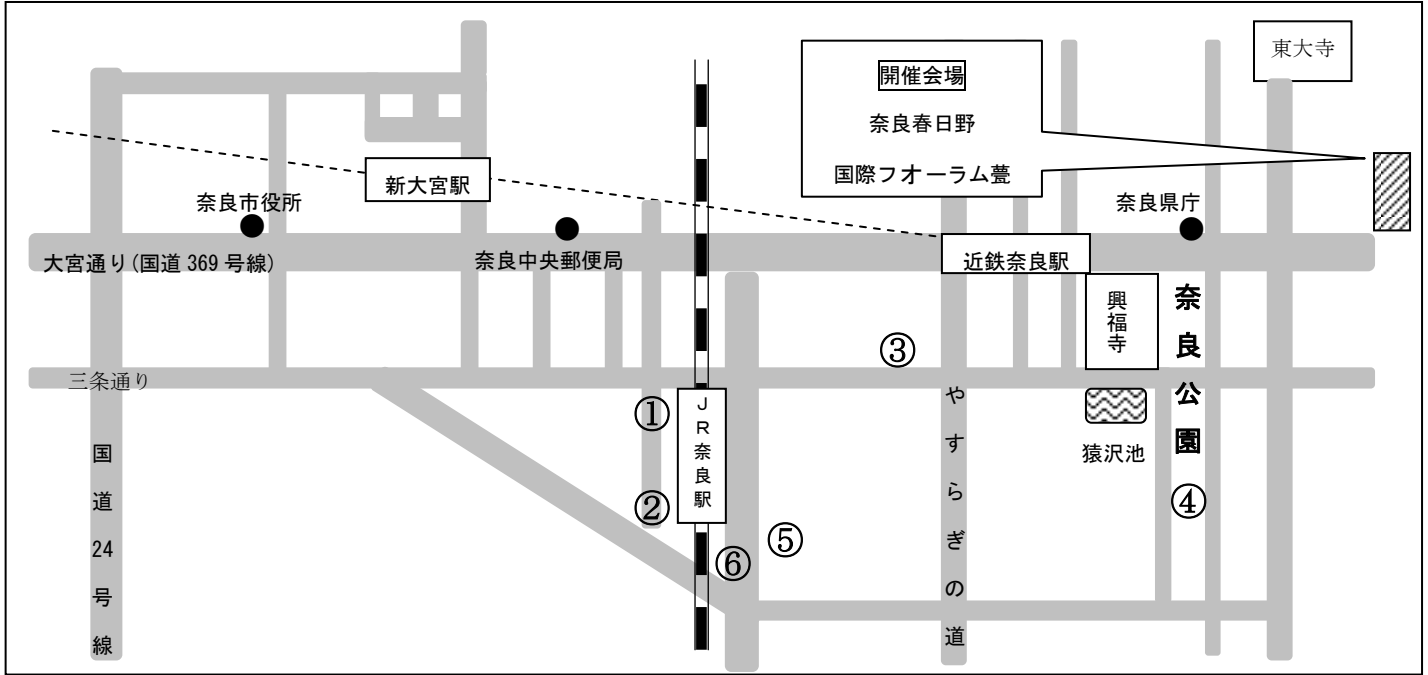 東大寺
開催会場
奈良春日野
国際フオーラム甍
新大宮駅
奈良市役所
奈良県庁
大宮通り(国道 369 号線)
奈良中央郵便局
近鉄奈良駅
興福寺
奈良公園
③
三条通り
①
JR奈良駅
やすらぎの道
猿沢池
国道24号線
②
④
⑤
⑥